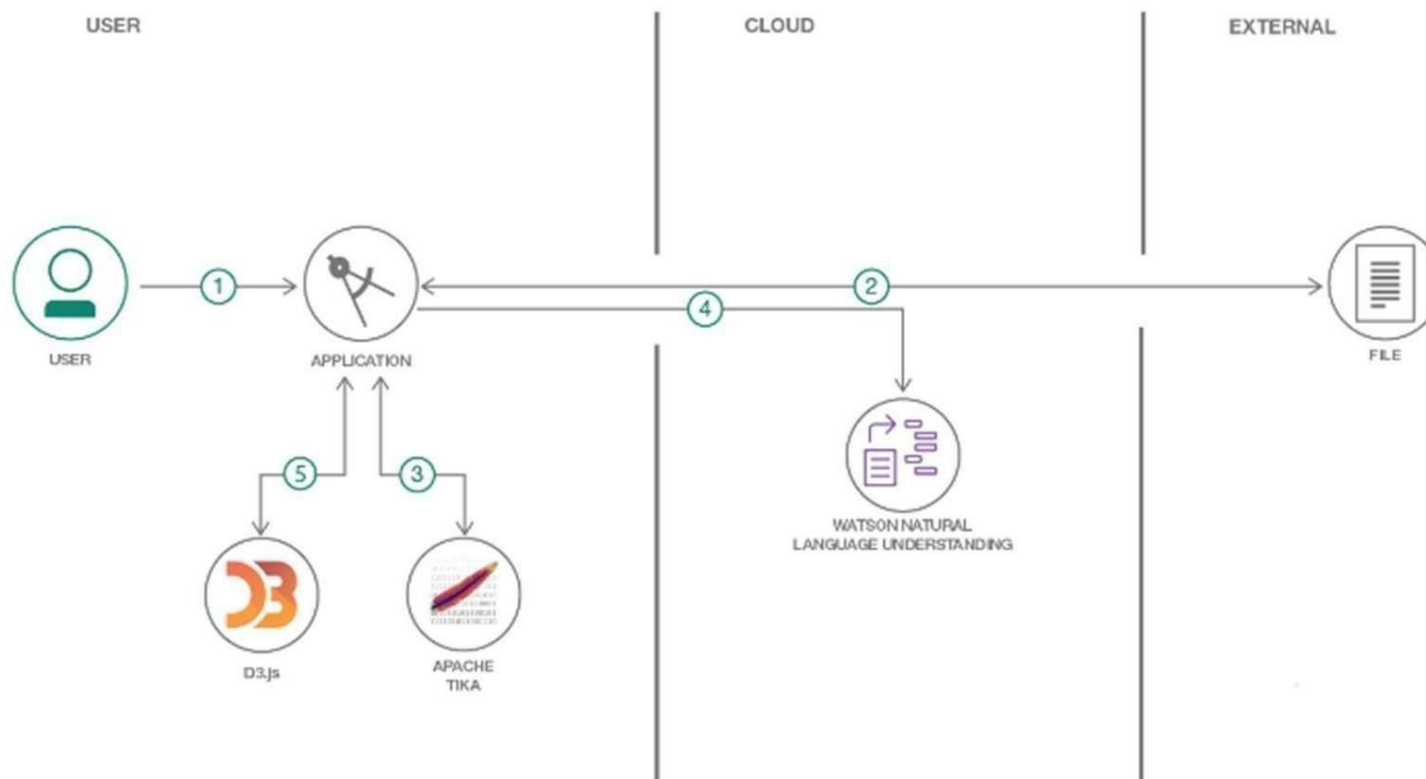 USER
CLOUD
EXTERNAL
1
2
4
USER
APPLICATION
FILE
5
3
WATSON NATURAL
LANGUAGE UNDERSTANDING
D3.js
APACHE
TIKA